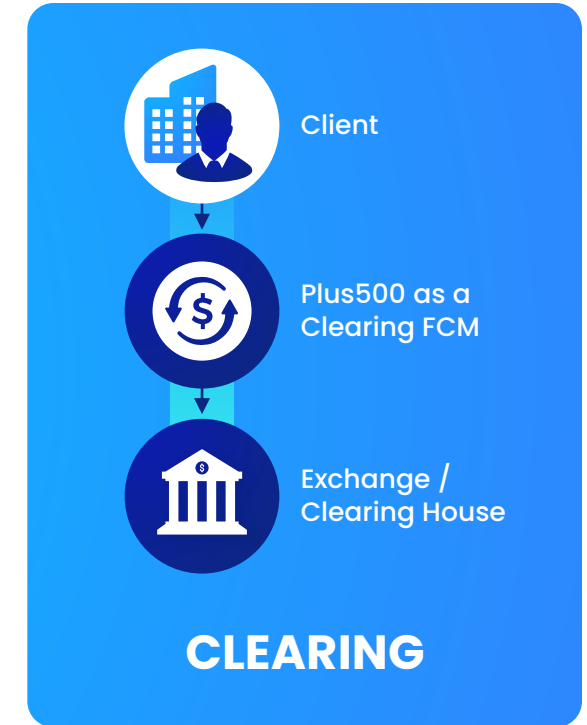 Client
Plus500 as a
Clearing FCM
Exchange /
Clearing House
CLEARING